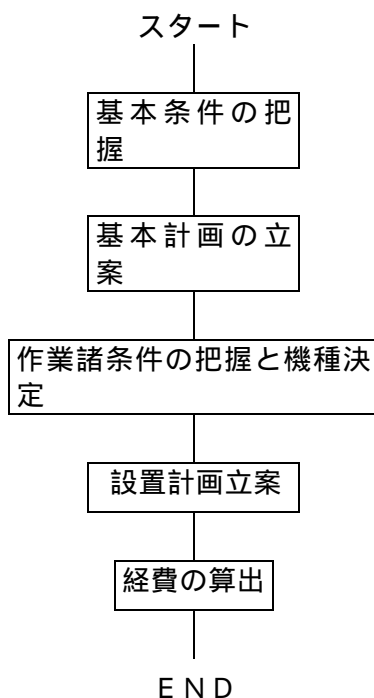 スタート
基本条件の把
握
基本計画の立
案
作業諸条件の把握と機種決
定
設置計画立案
経費の算出
ＥＮＤ